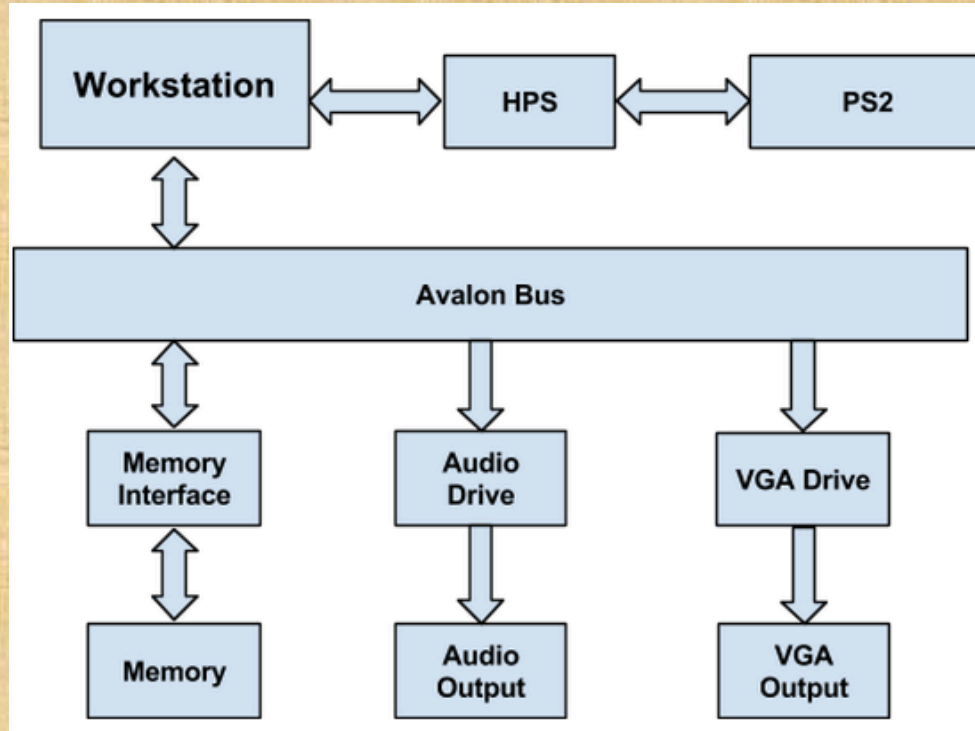 Workstation
HPS
PS2
Avalon Bus
Memory
Interface
Audio
Drive
VGA Drive
Memory
Audio
Output
VGA
Output